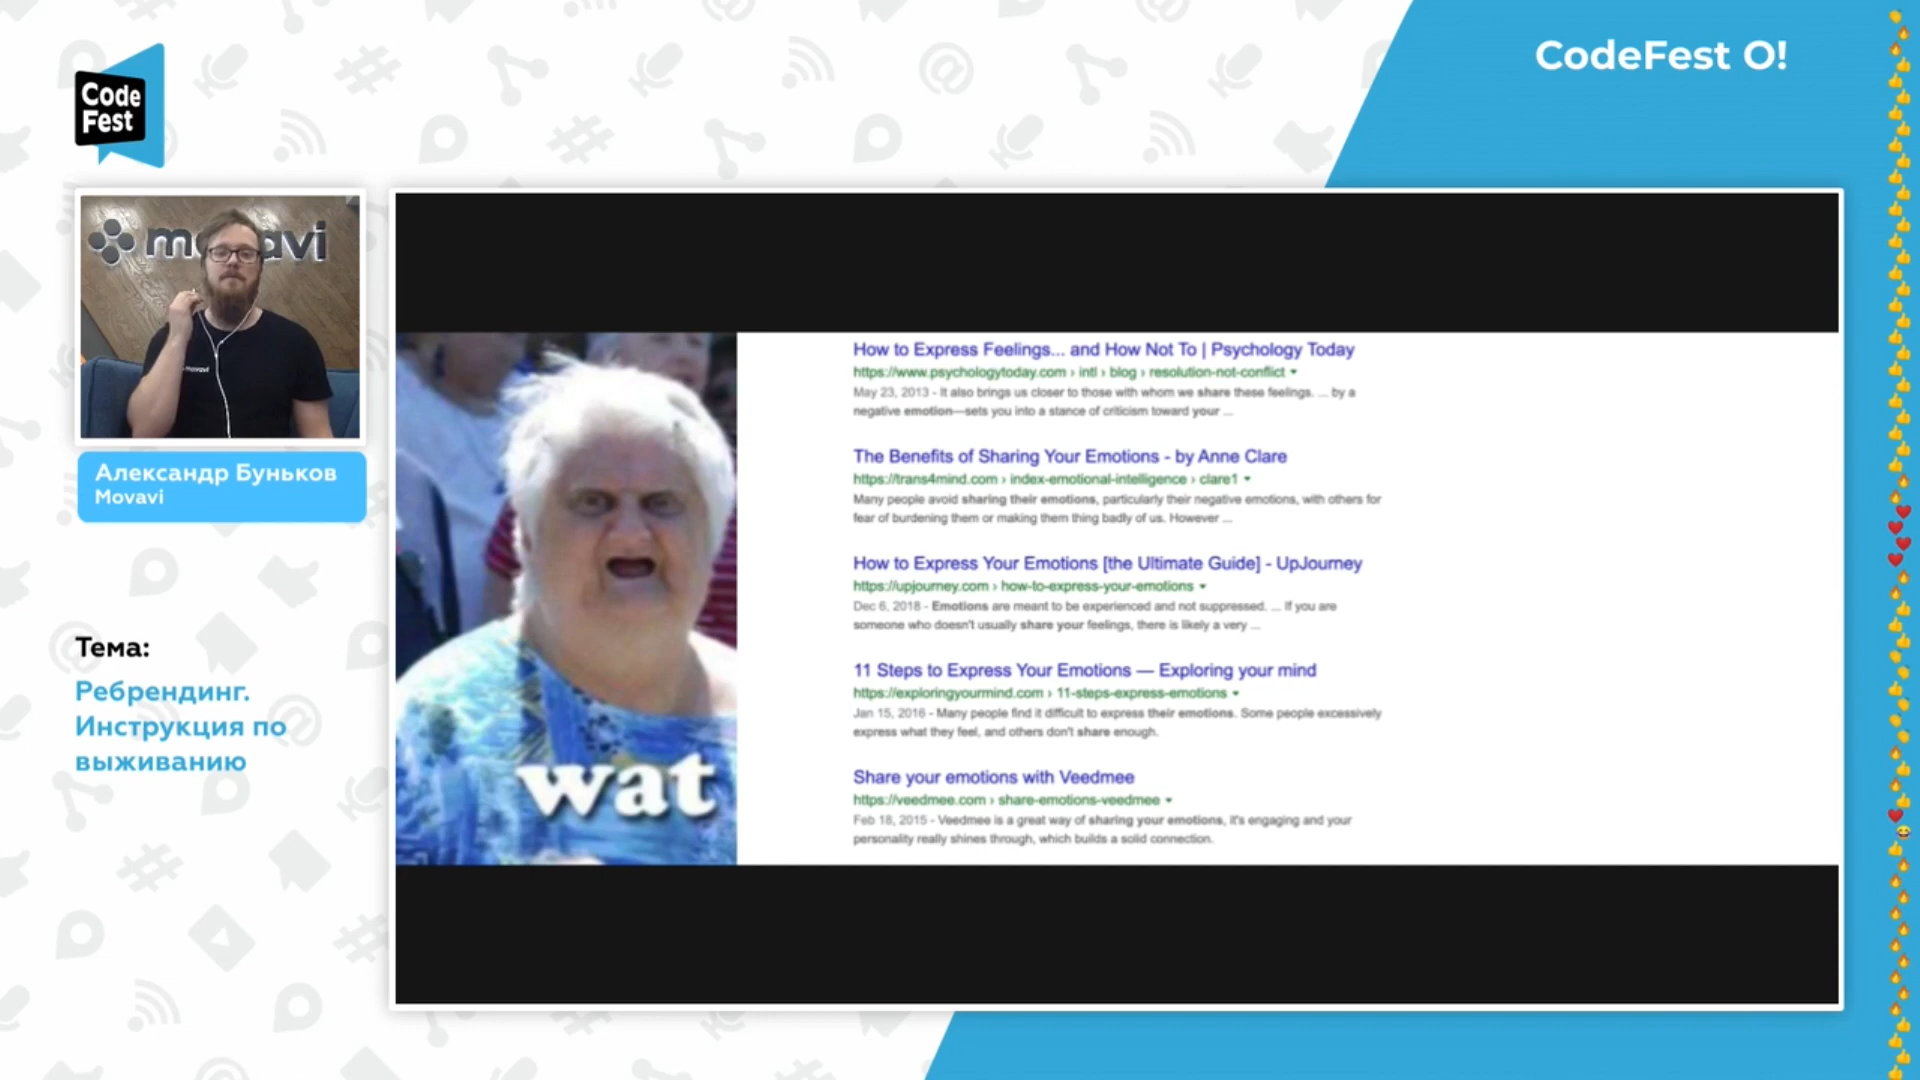 Code
Fest
CodeFest O!
movavi
movavi
Александр Буньков
Movavi
Тема:
Ребрендинг.
Инструкция по
выживанию
wat
How to Express Feelings... and How Not To | Psychology Today
https://www.psychologytoday.com › intl › blog › resolution-not-conflict
May 23, 2013 - It also brings us closer to those with whom we share these feelings. ... by a
negative emotion—sets you into a stance of criticism toward your ...
The Benefits of Sharing Your Emotions - by Anne Clare
https://trans4mind.com › index-emotional-intelligence › clare1
Many people avoid sharing their emotions, particularly their negative emotions, with others for
fear of burdening them or making them thing badly of us. However ...
How to Express Your Emotions [the Ultimate Guide] - UpJourney
https://upjourney.com › how-to-express-your-emotions
Dec 6, 2018 - Emotions are meant to be experienced and not suppressed. ... If you are
someone who doesn't usually share your feelings, there is likely a very ...
11 Steps to Express Your Emotions — Exploring your mind
https://exploringyourmind.com › 11-steps-express-emotions
Jan 15, 2016 - Many people find it difficult to express their emotions. Some people excessively
express what they feel, and others don't share enough.
Share your emotions with Veedmee
https://veedmee.com › share-emotions-veedmee
Feb 18, 2015 - Veedmee is a great way of sharing your emotions, it's engaging and your
personality really shines through, which builds a solid connection.